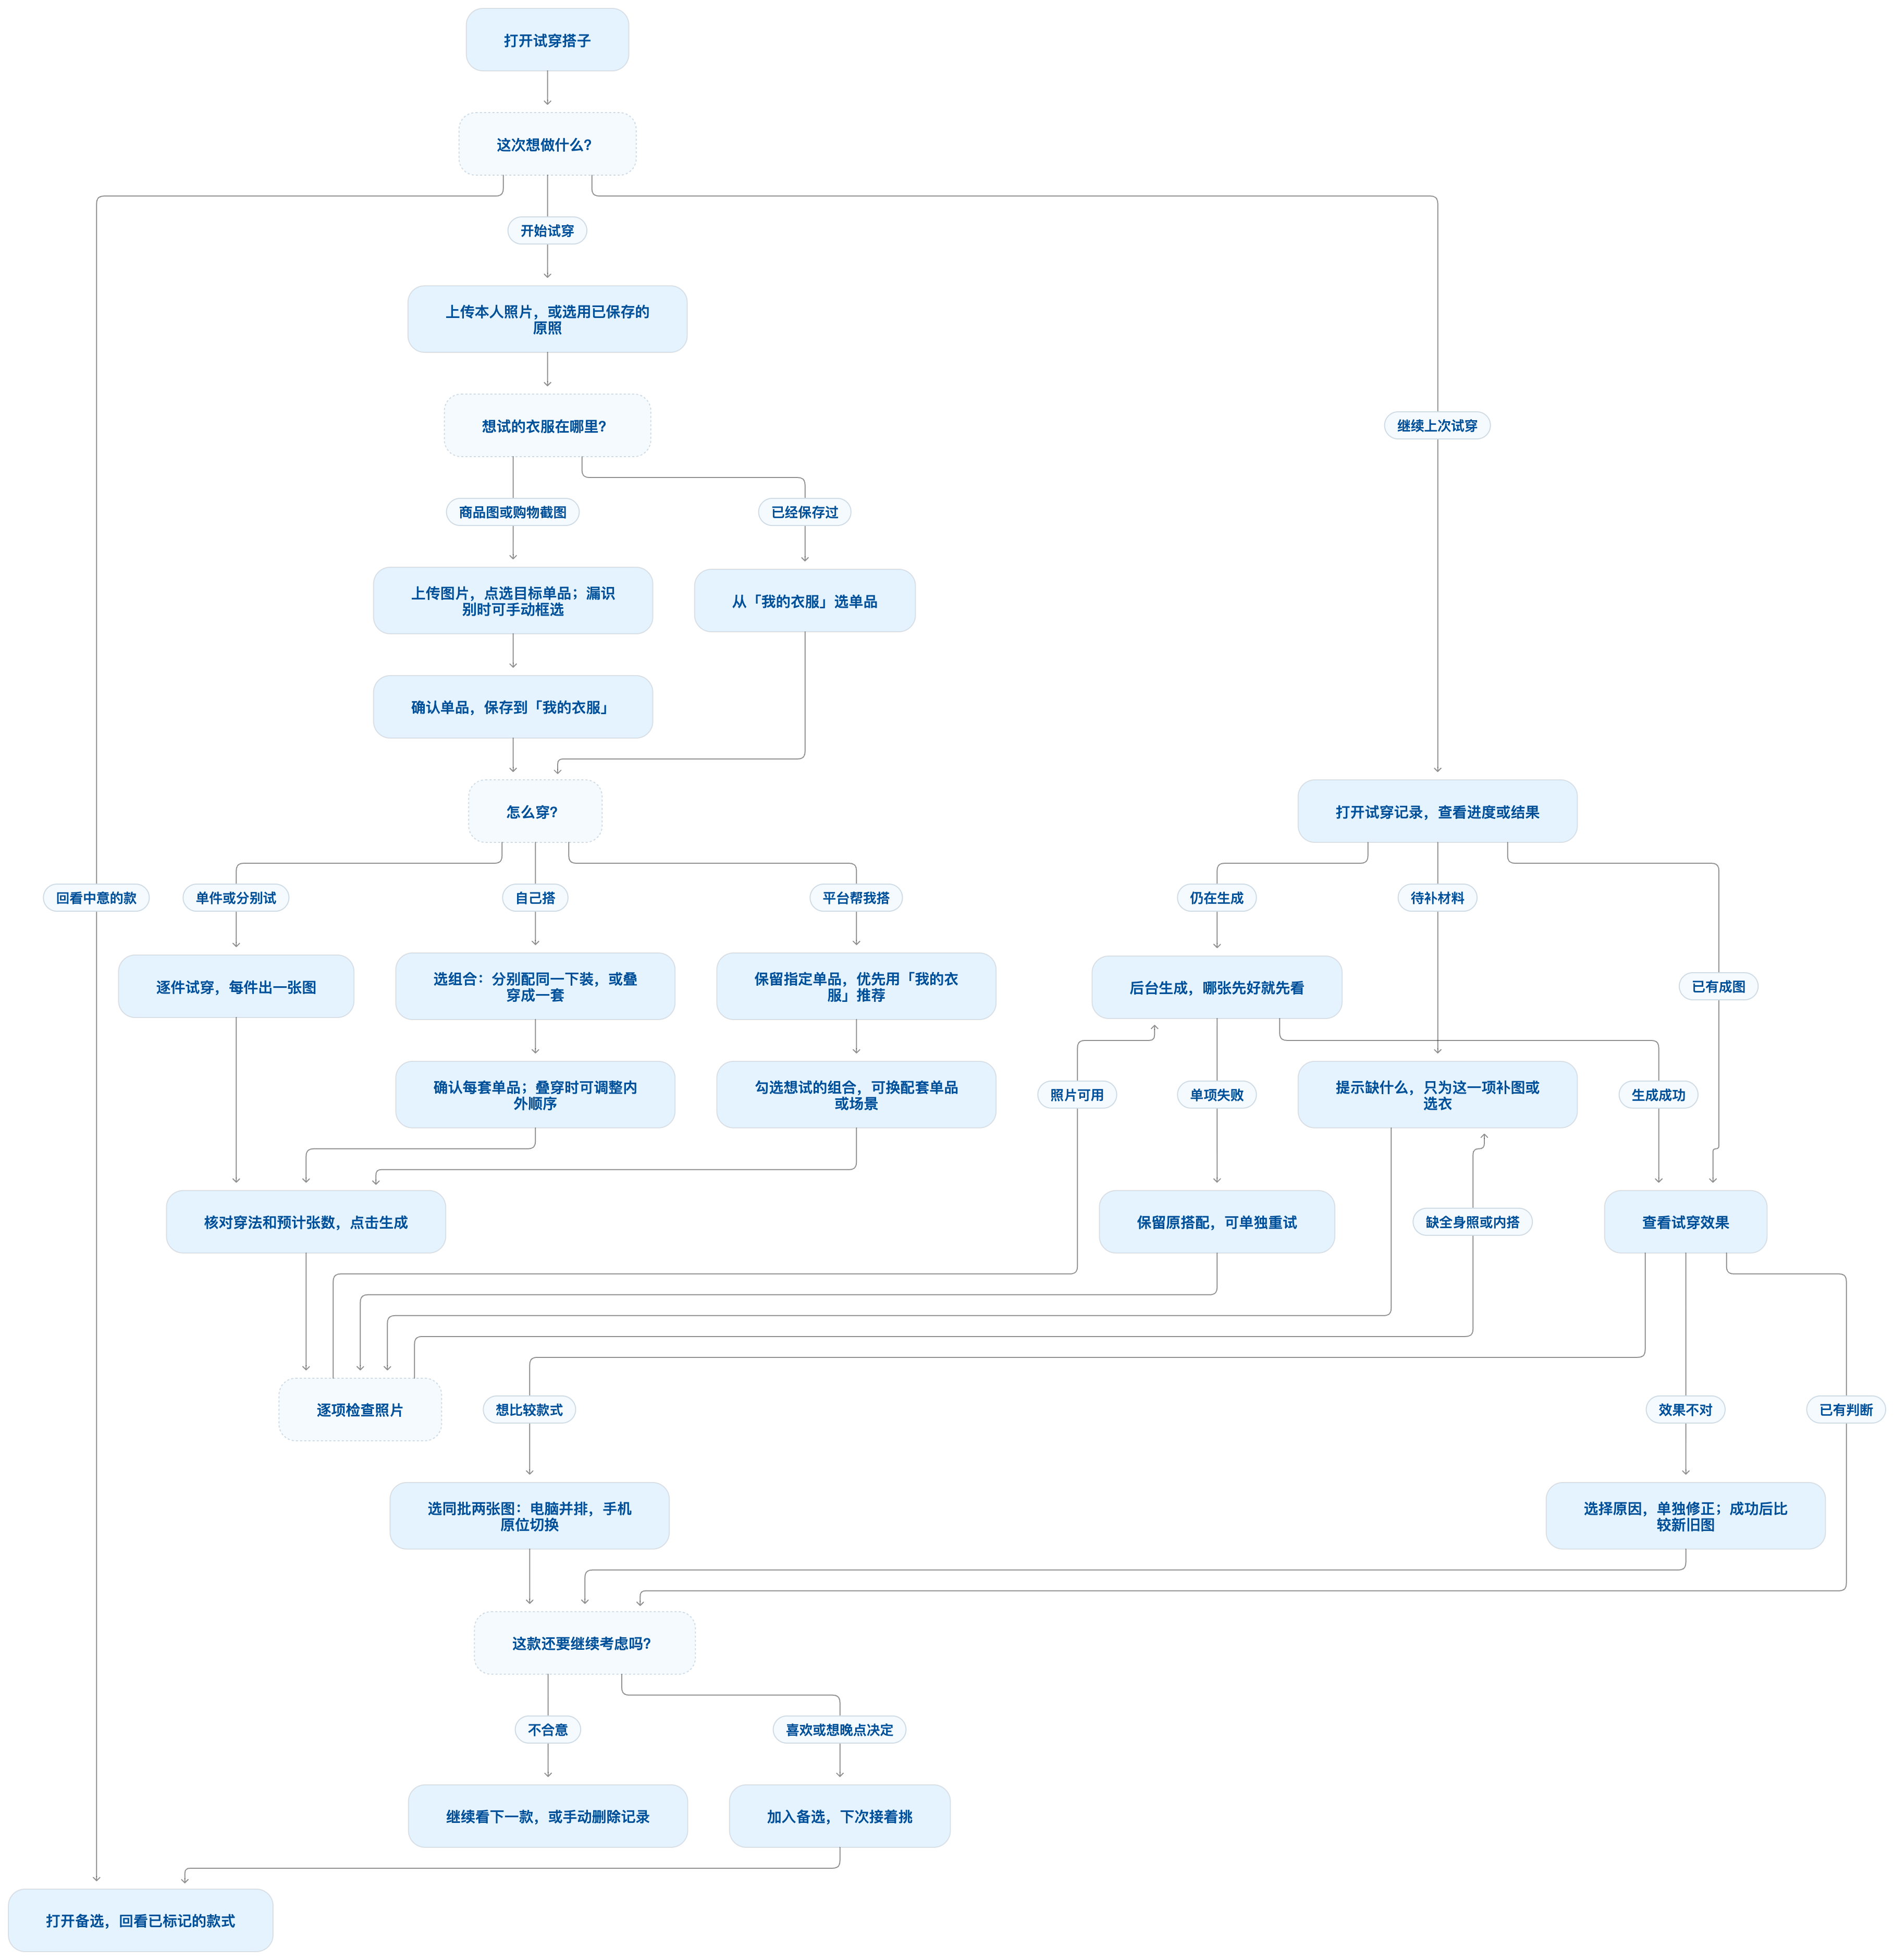 打开试穿搭子
这次想做什么?
开始试穿
上传本人照片，或选用已保存的
原照
想试的衣服在哪里?
继续上次试穿
商品图或购物截图
已经保存过
上传图片，点选目标单品；漏识
别时可手动框选
从「我的衣服」选单品
确认单品，保存到「我的衣服」
怎么穿?
打开试穿记录，查看进度或结果
回看中意的款
单件或分别试
自己搭
平台帮我搭
仍在生成
待补材料
逐件试穿，每件出一张图
选组合：分别配同一下装，或叠
穿成一套
保留指定单品，优先用「我的衣
服」推荐
后台生成，哪张先好就先看
已有成图
确认每套单品；叠穿时可调整内
外顺序
勾选想试的组合，可换配套单品
或场景
照片可用
单项失败
提示缺什么，只为这一项补图或
选衣
生成成功
核对穿法和预计张数，点击生成
保留原搭配，可单独重试
缺全身照或内搭
查看试穿效果
逐项检查照片
想比较款式
效果不对
已有判断
选同批两张图：电脑并排，手机
原位切换
选择原因，单独修正；成功后比
较新旧图
这款还要继续考虑吗?
不合意
喜欢或想晚点决定
继续看下一款，或手动删除记录
加入备选，下次接着挑
打开备选，回看已标记的款式